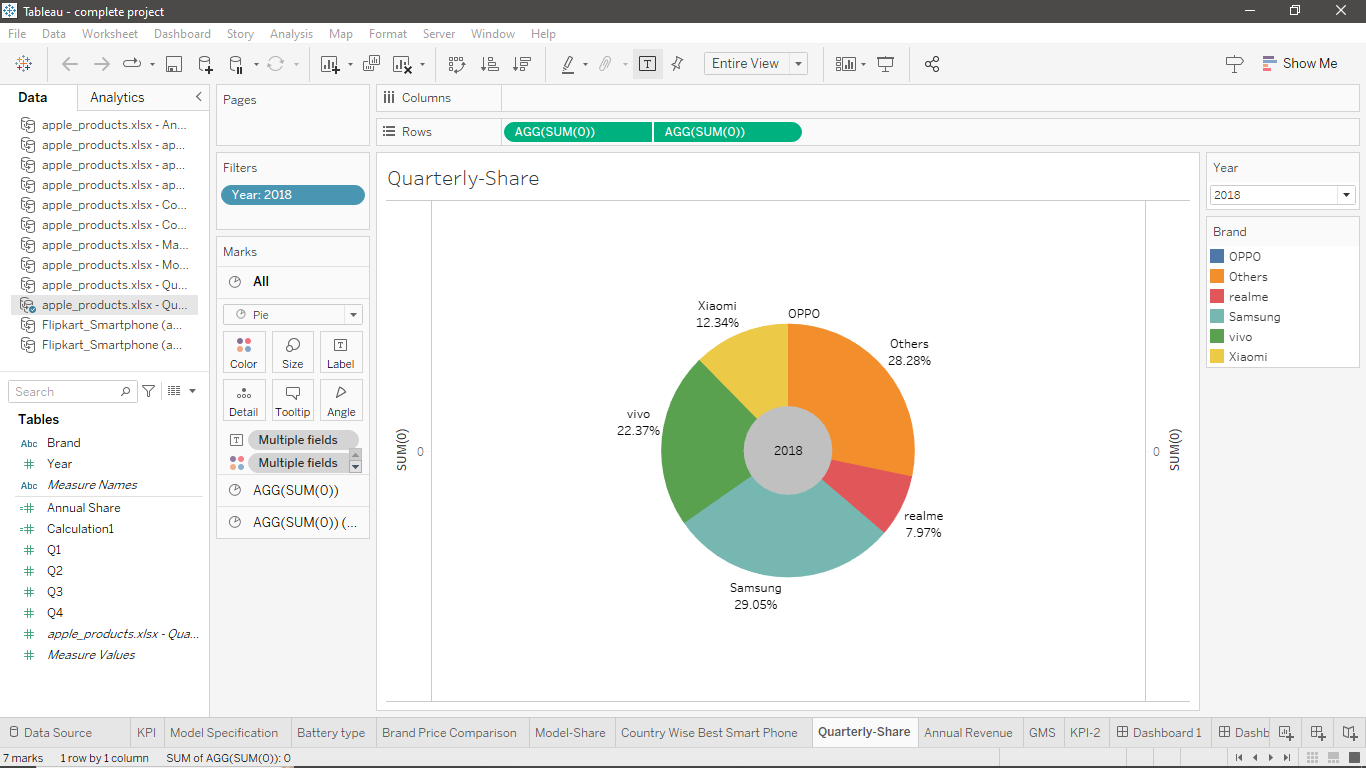 Tableau - complete project
File Data Worksheet Dashboard Story Analysis Map Format Server Window Help
Entire View
Show Me
Data Analytics
apple_products.xlsx - An...
apple_products.xlsx - ap...
apple_products.xlsx - ap...
apple_products.xlsx - ap...
apple_products.xlsx - Co...
apple_products.xlsx - Co...
apple_products.xlsx - Ma...
apple_products.xlsx - Mo...
apple_products.xlsx - Qu...
apple_products.xlsx - Qu...
Flipkart_Smartphone (a...
Flipkart_Smartphone (a...
Search
Tables
Abc Brand
# Year
Abc Measure Names
=# Annual Share
=# Calculation1
# Q1
# Q2
# Q3
# Q4
# apple_products.xlsx - Qua...
# Measure Values
Pages
Filters
Year: 2018
Marks
All
Pie
Color Size Label
Detail Tooltip Angle
Multiple fields
Multiple fields
AGG(SUM(0))
AGG(SUM(0)) (...
Columns
Rows AGG(SUM(0)) AGG(SUM(0))
Quarterly-Share
SUM(0)
0
Xiaomi
12.34%
OPPO
Others
28.28%
vivo
22.37%
2018
realme
7.97%
Samsung
29.05%
0
SUM(0)
Year
2018
Brand
OPPO
Others
realme
Samsung
vivo
Xiaomi
Data Source KPI Model Specification Battery type Brand Price Comparison Model-Share Country Wise Best Smart Phone Quarterly-Share Annual Revenue GMS KPI-2 Dashboard 1 Dashb
7 marks 1 row by 1 column SUM of AGG(SUM(0)): 0